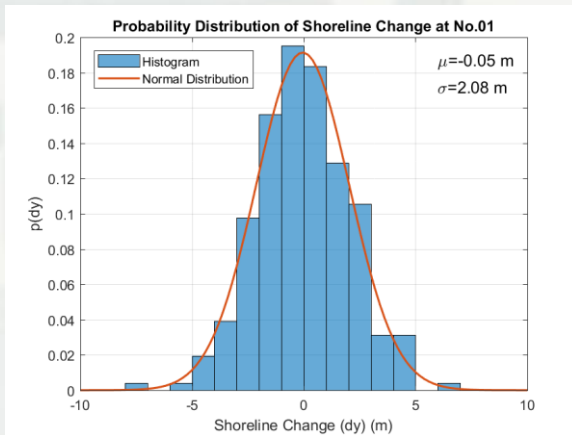 Probability Distribution of Shoreline Change at No.01
Histogram
Normal Distribution
μ=-0.05 m
σ=2.08 m
0.2
0.18
0.16
0.14
0.12
0.1
0.08
0.06
0.04
0.02
0
p(dy)
-10
-5
0
5
10
Shoreline Change (dy) (m)